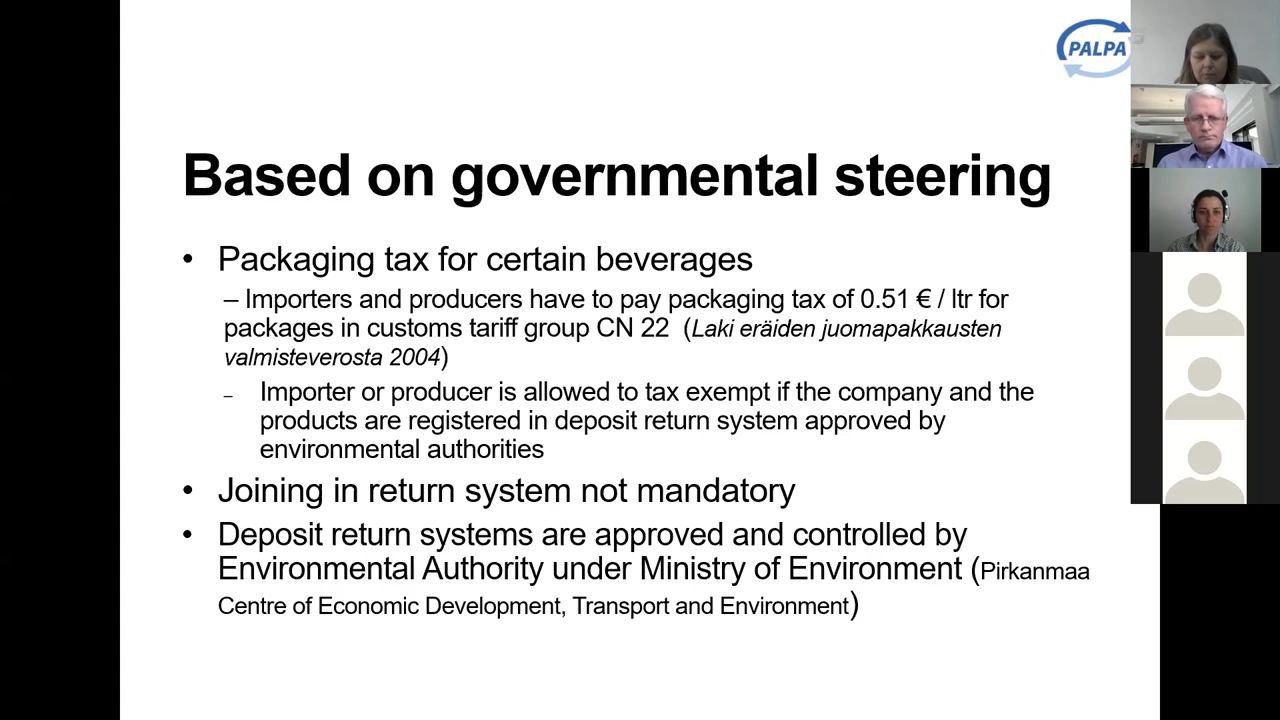 PALPA
Based on governmental steering
• Packaging tax for certain beverages
– Importers and producers have to pay packaging tax of 0.51 € / ltr for
packages in customs tariff group CN 22 (Laki eräiden juomapakkausten
valmisteverosta 2004)
– Importer or producer is allowed to tax exempt if the company and the
products are registered in deposit return system approved by
environmental authorities
• Joining in return system not mandatory
• Deposit return systems are approved and controlled by
Environmental Authority under Ministry of Environment (Pirkanmaa
Centre of Economic Development, Transport and Environment)